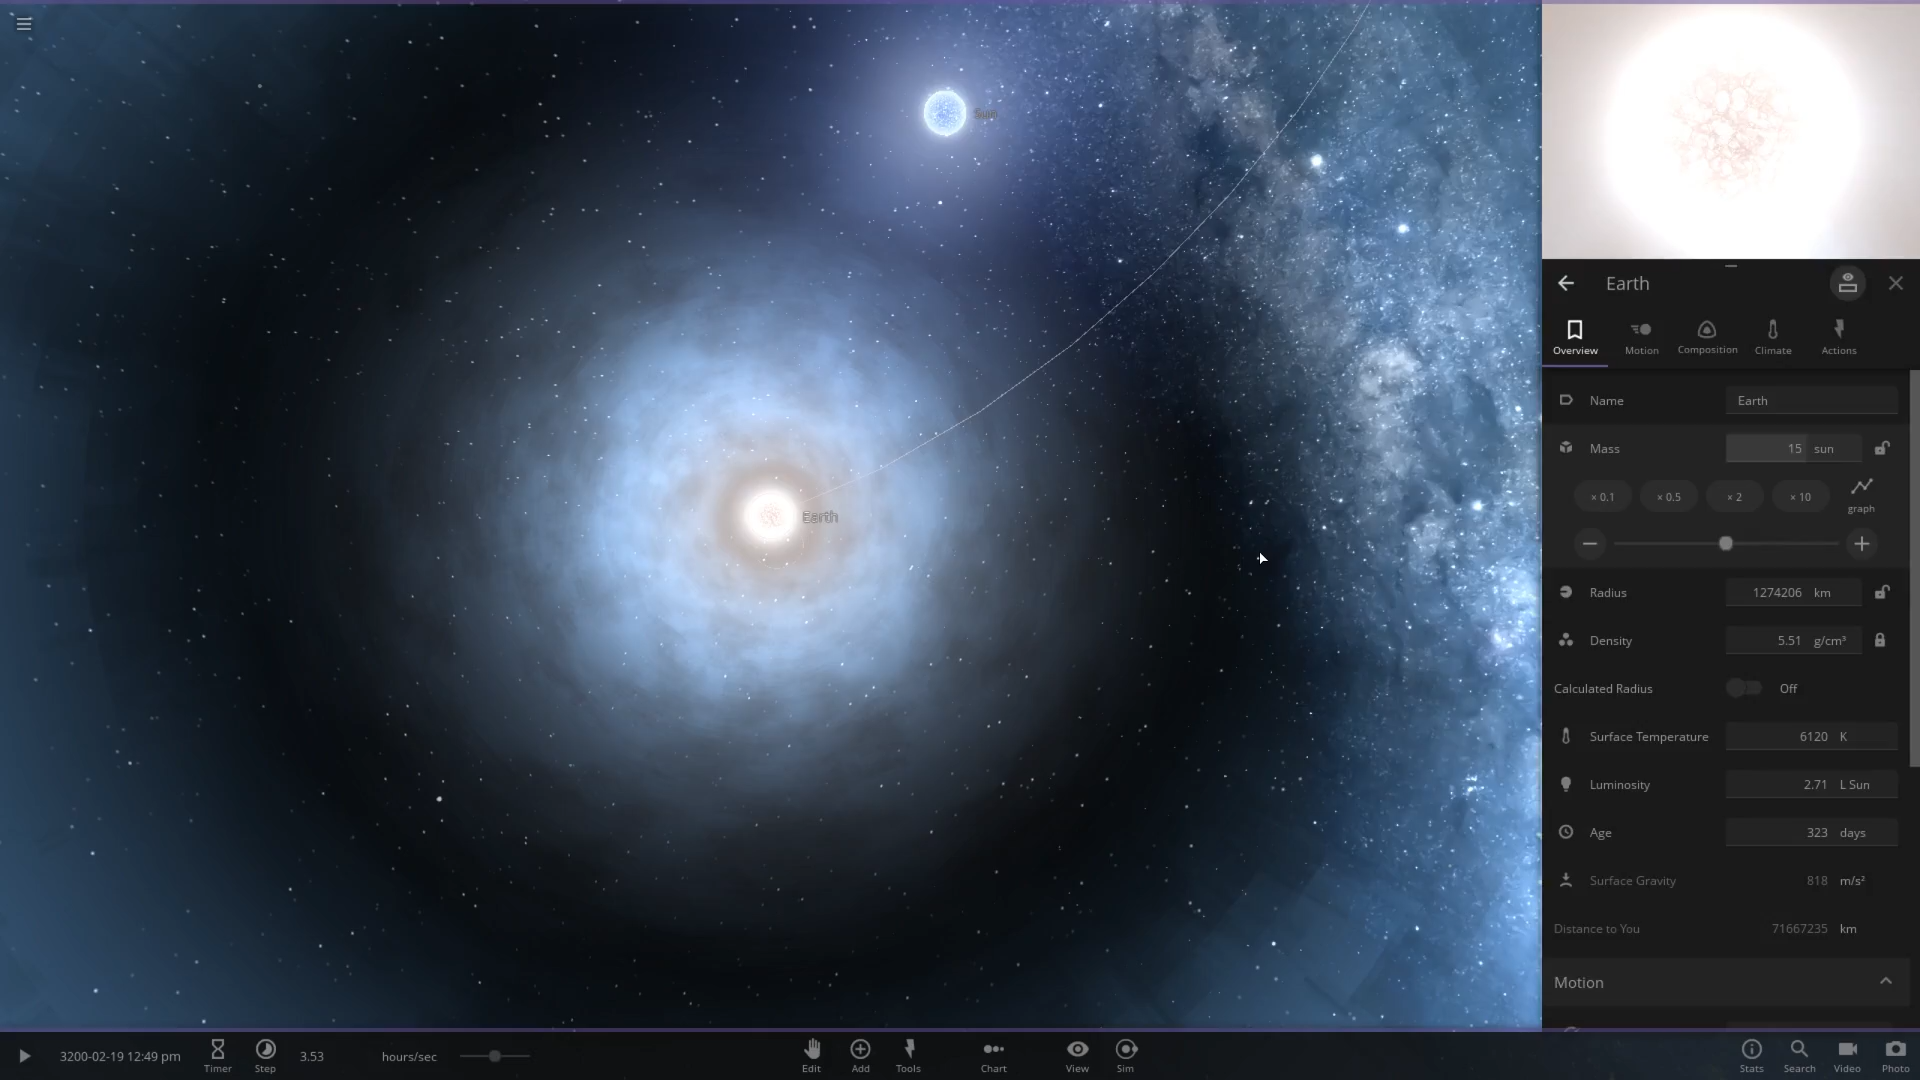 Sun
Earth
Earth
Overview
Motion
Composition
Climate
Actions
Name
Earth
Mass
15 sun
× 0.1
× 0.5
× 2
× 10
graph
Radius
1274206 km
Density
5.51 g/cm³
Calculated Radius
Off
Surface Temperature
6120 K
Luminosity
2.71 L Sun
Age
323 days
Surface Gravity
818 m/s²
Distance to You
71667235 km
Motion
3200-02-19 12:49 pm
Timer
Step
3.53
hours/sec
Edit
Add
Tools
Chart
View
Sim
Stats
Search
Video
Photo